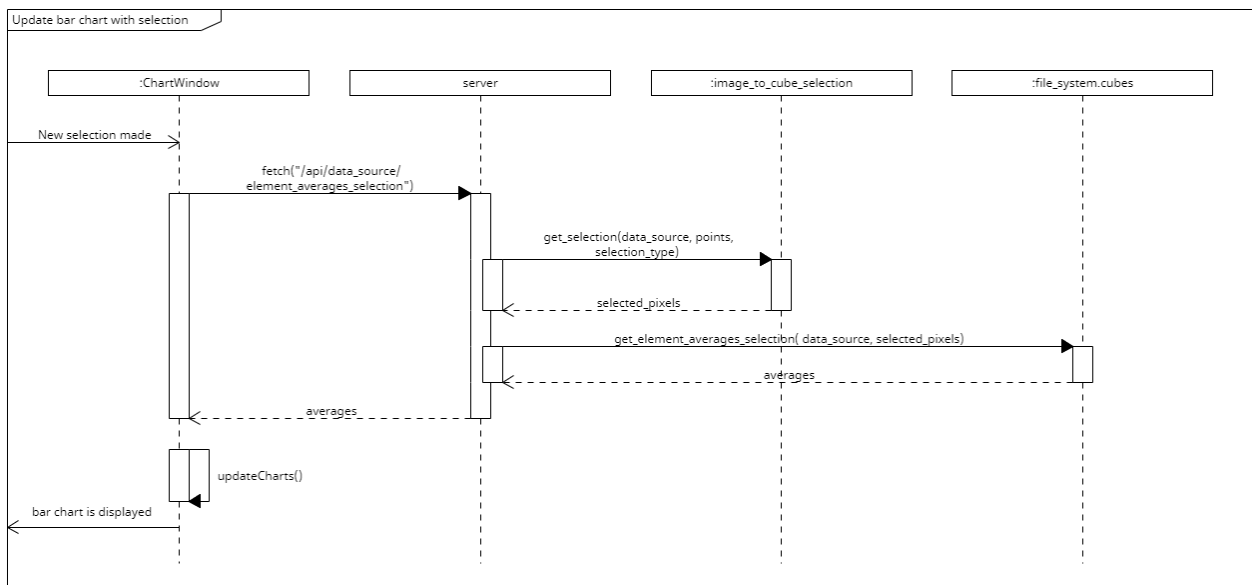 Update bar chart with selection
:ChartWindow
server
:image_to_cube_selection
:file_system.cubes
New selection made
fetch("/api/data_source/
element_averages_selection")
get_selection(data_source, points,
selection_type)
selected_pixels
get_element_averages_selection( data_source, selected_pixels)
averages
averages
updateCharts()
bar chart is displayed